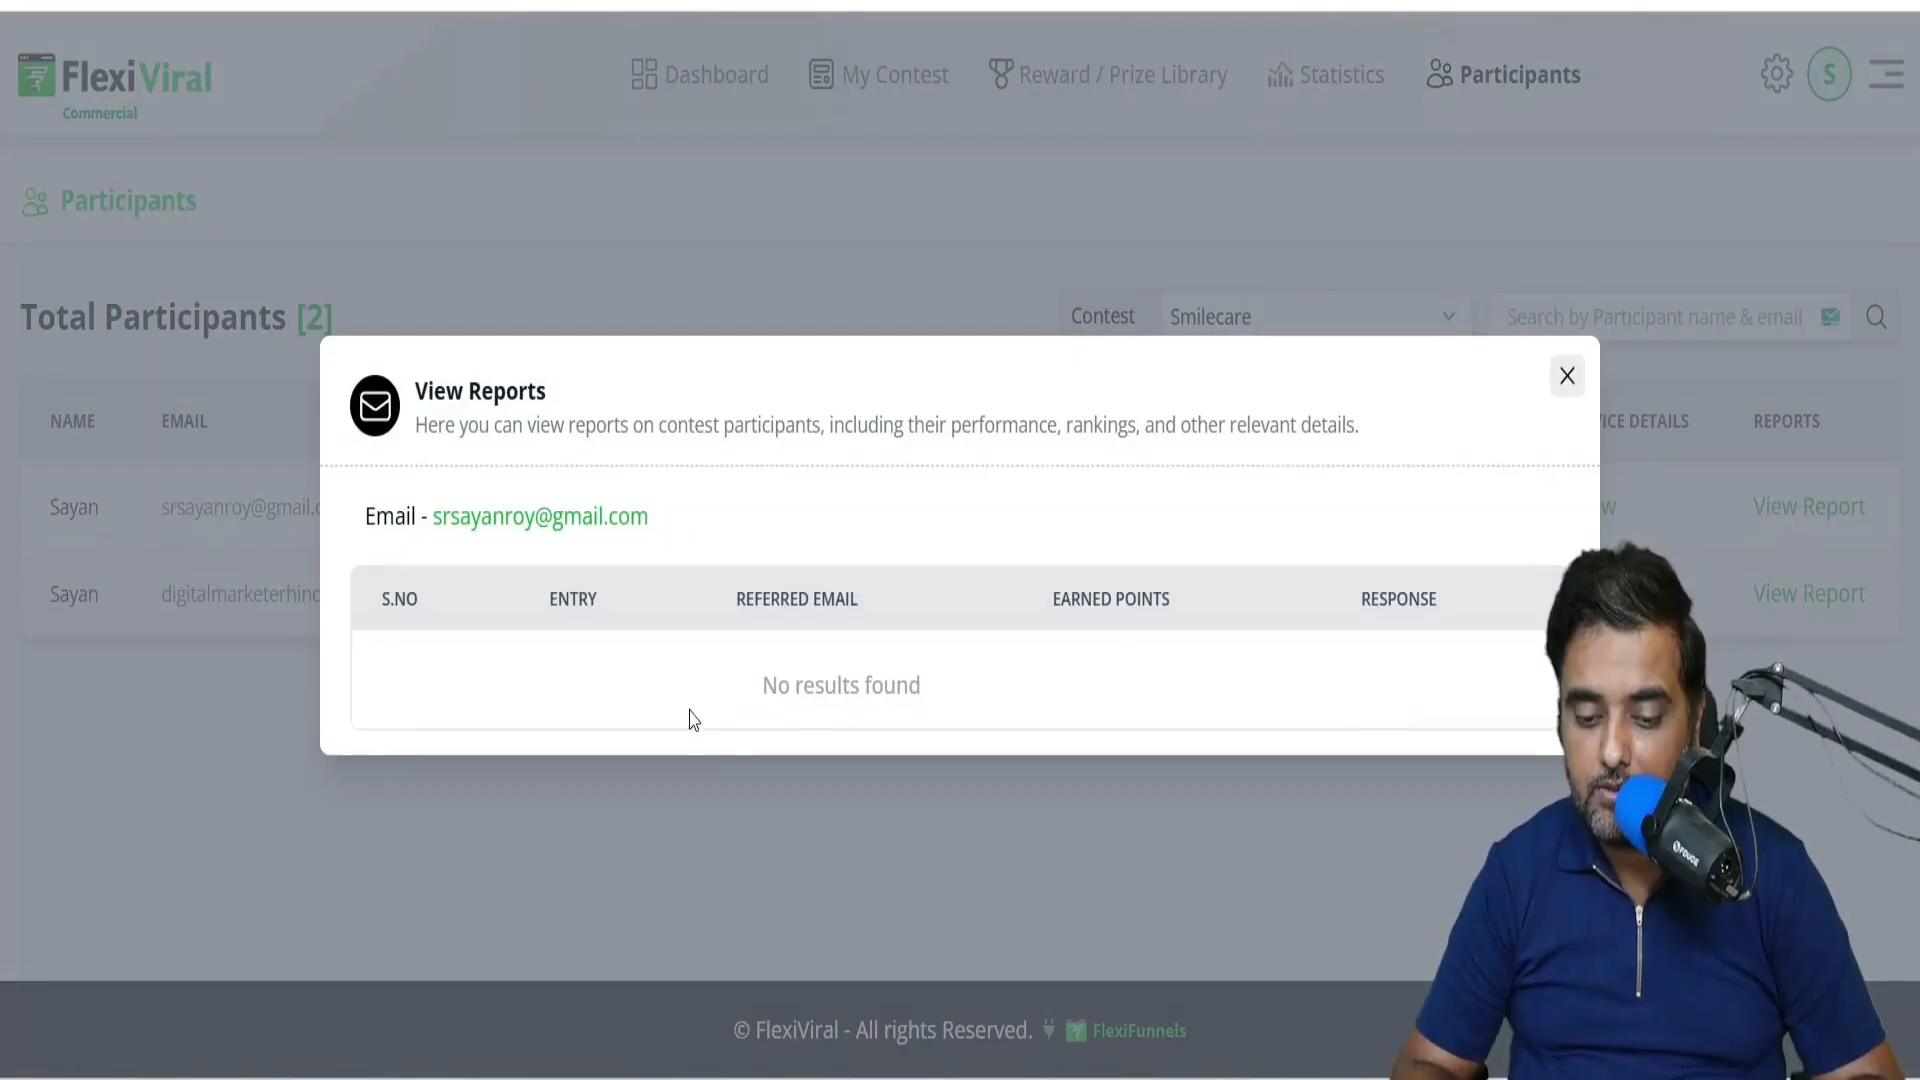 FlexiViral
Commercial
Dashboard
My Contest
Reward / Prize Library
Statistics
Participants
S
Participants
Total Participants [2]
Contest
Smilecare
Search by Participant name & email
View Reports
Here you can view reports on contest participants, including their performance, rankings, and other relevant details.
NAME
EMAIL
REPORTS
Email - srsayanroy@gmail.com
Sayan
srsayanroy@gmail.
View Report
S.NO
ENTRY
REFERRED EMAIL
EARNED POINTS
RESPONSE
Sayan
digitalmarketerhind
View Report
No results found
© FlexiViral - All rights Reserved.
FlexiFunnels